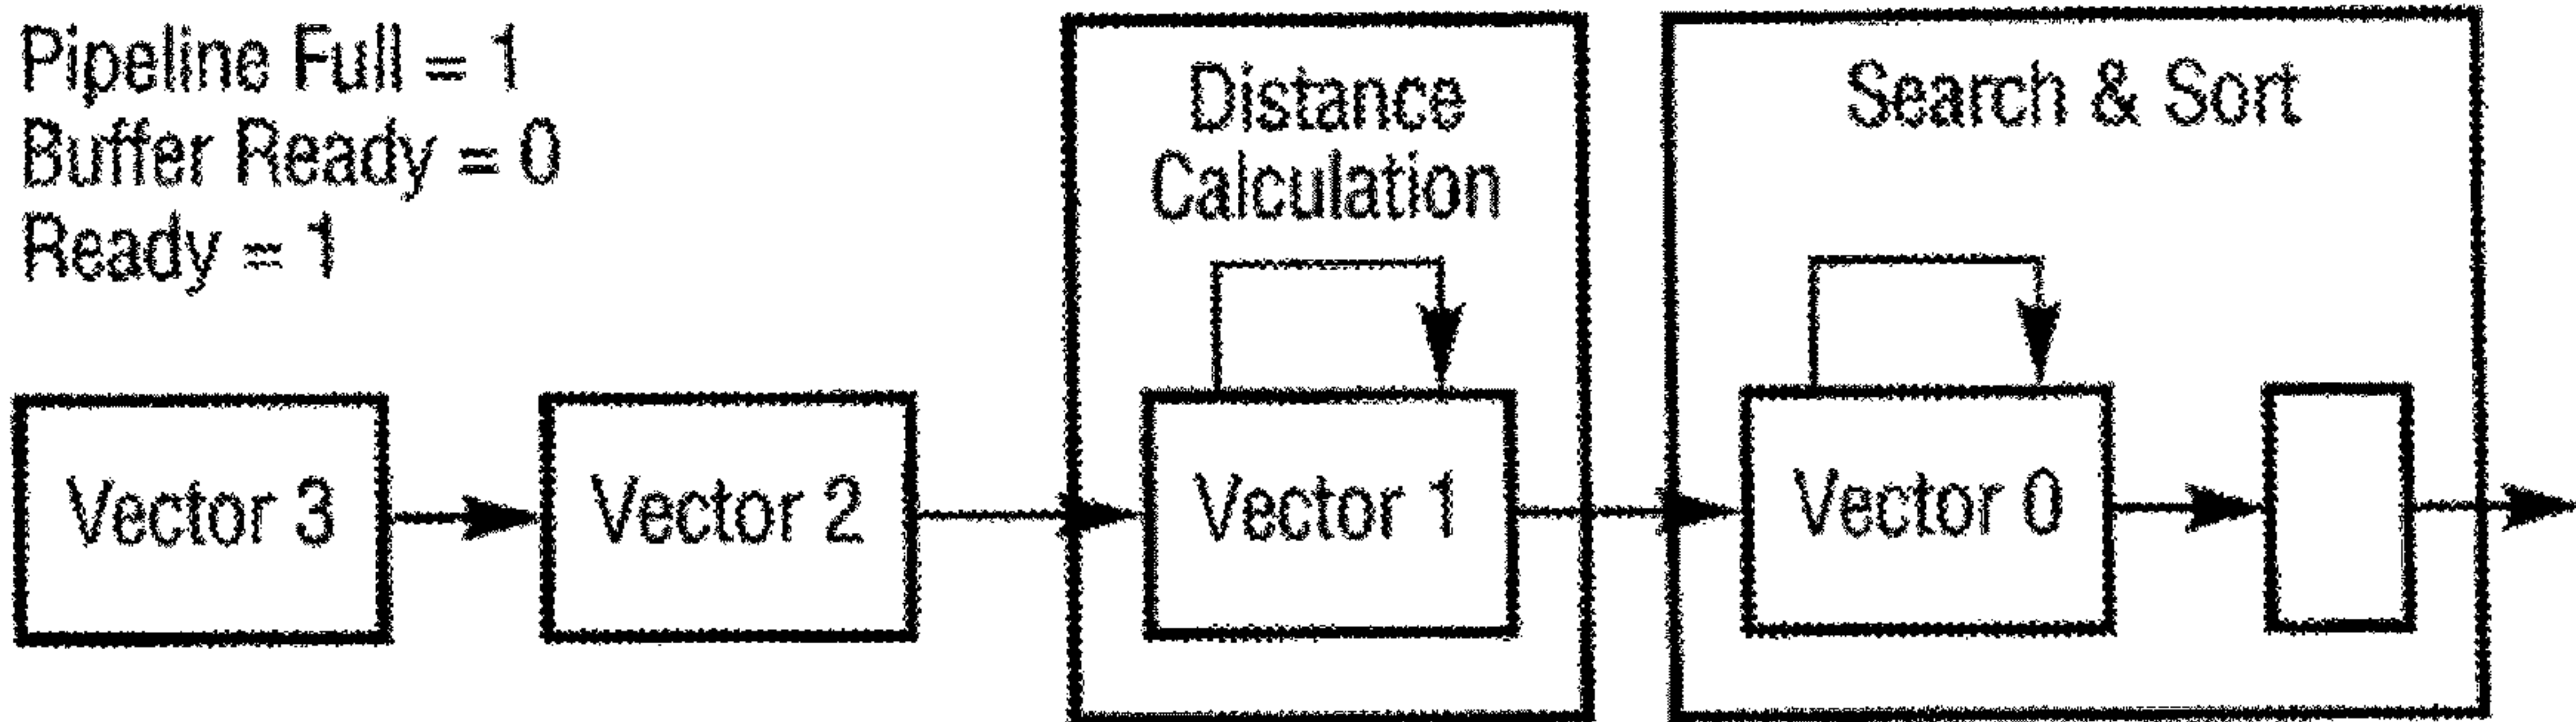 Pipeline Full = 1
Buffer Ready = 0
Ready = 1
Distance
Calculation
Search & Sort
Vector 3
Vector 2
Vector 1
Vector 0